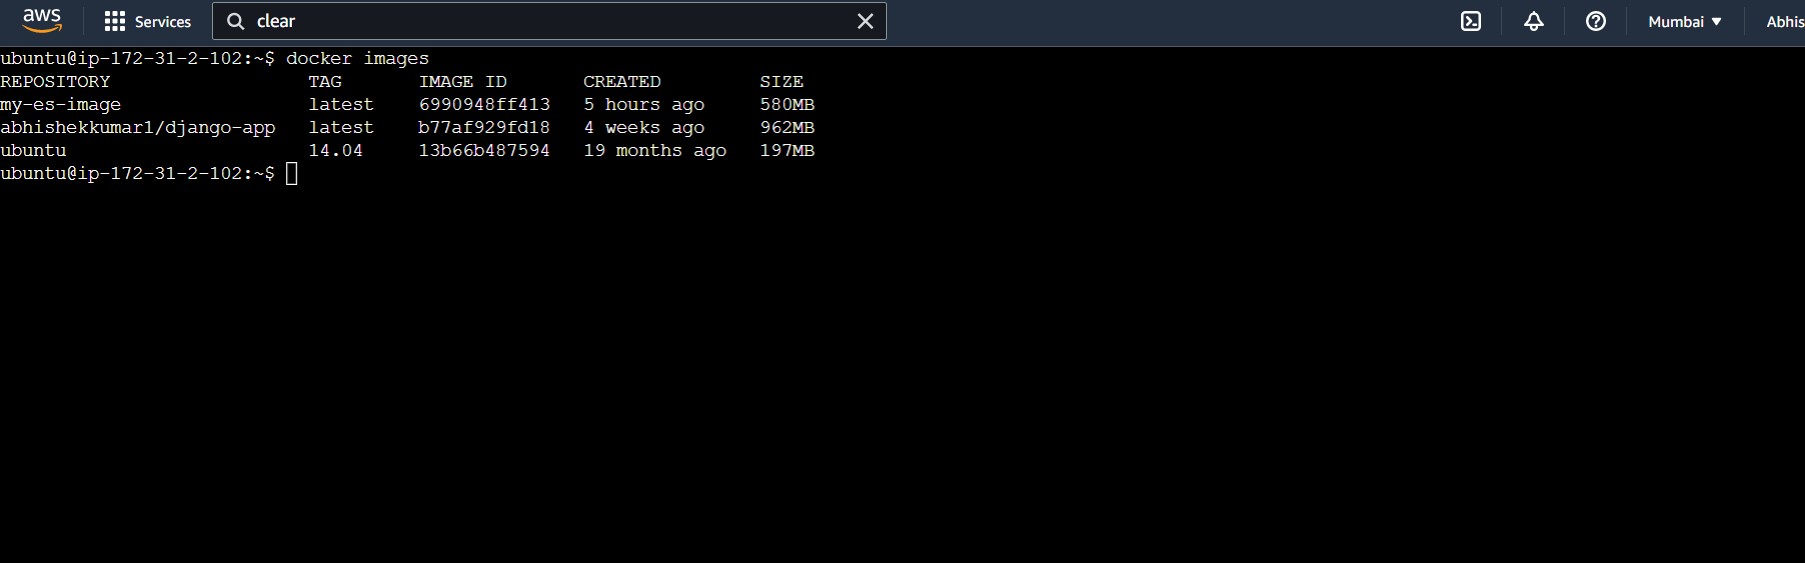 aws Services clear Mumbai ▼ Abhis
ubuntu@ip-172-31-2-102:~$ docker images
REPOSITORY TAG IMAGE ID CREATED SIZE
my-es-image latest 6990948ff413 5 hours ago 580MB
abhishekkumar1/django-app latest b77af929fd18 4 weeks ago 962MB
ubuntu 14.04 13b66b487594 19 months ago 197MB
ubuntu@ip-172-31-2-102:~$